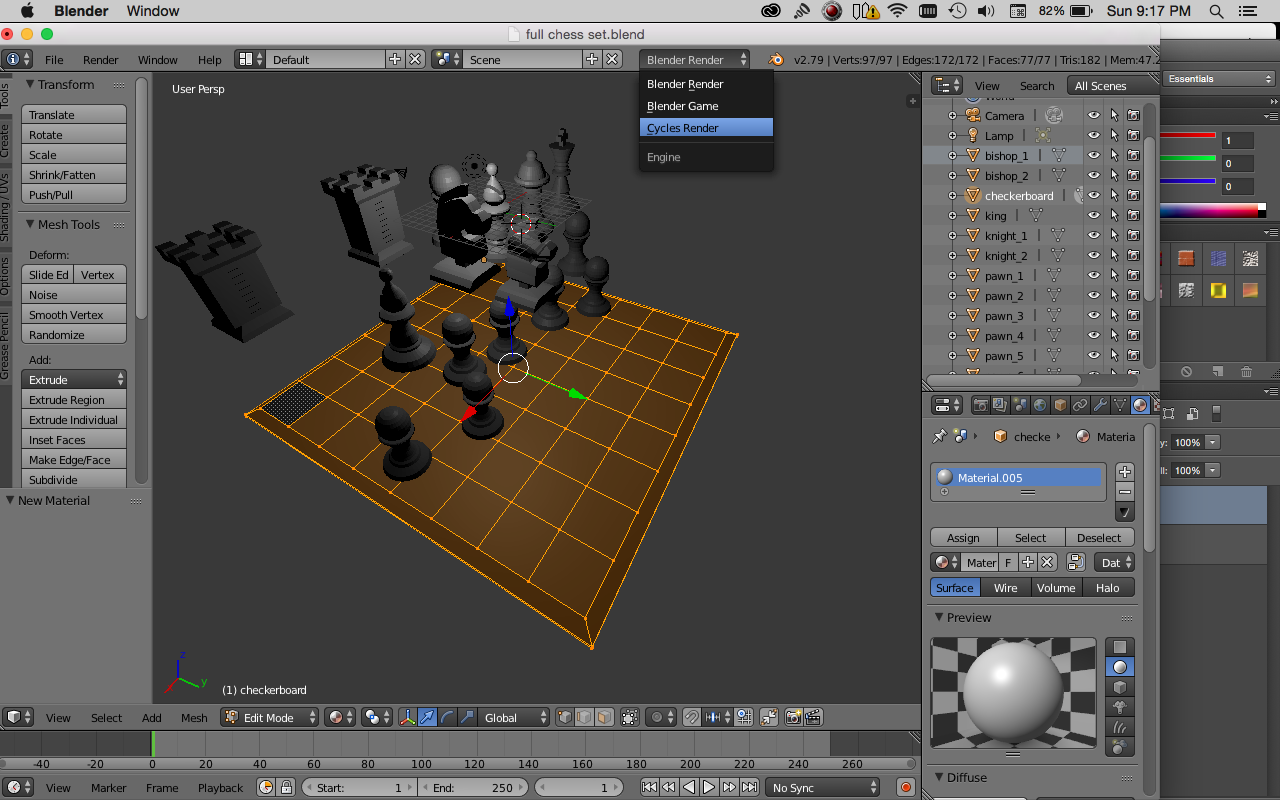 Blender Window 82% Sun 9:17 PM
full chess set.blend
File Render Window Help Default Scene Blender Render v2.79 | Verts:97/97 | Edges:172/172 | Faces:77/77 | Tris:182 | Mem:47.2
Blender Render
Blender Game
Cycles Render
Engine
Tools
Create
Shading / UVs
Options
Grease Pencil
Transform
Translate
Rotate
Scale
Shrink/Fatten
Push/Pull
Mesh Tools
Deform:
Slide Ed Vertex
Noise
Smooth Vertex
Randomize
Add:
Extrude
Extrude Region
Extrude Individual
Inset Faces
Make Edge/Face
Subdivide
New Material
User Persp
(1) checkerboard
View Search All Scenes
World
Camera
Lamp
bishop_1
bishop_2
checkerboard
king
knight_1
knight_2
pawn_1
pawn_2
pawn_3
pawn_4
pawn_5
checke Materia
Material.005
Assign Select Deselect
Mater F Dat
Surface Wire Volume Halo
Preview
Diffuse
Essentials
1
0
0
y: 100%
ll: 100%
View Select Add Mesh Edit Mode Global
-40 -20 0 20 40 60 80 100 120 140 160 180 200 220 240 260
View Marker Frame Playback Start: 1 End: 250 1 No Sync